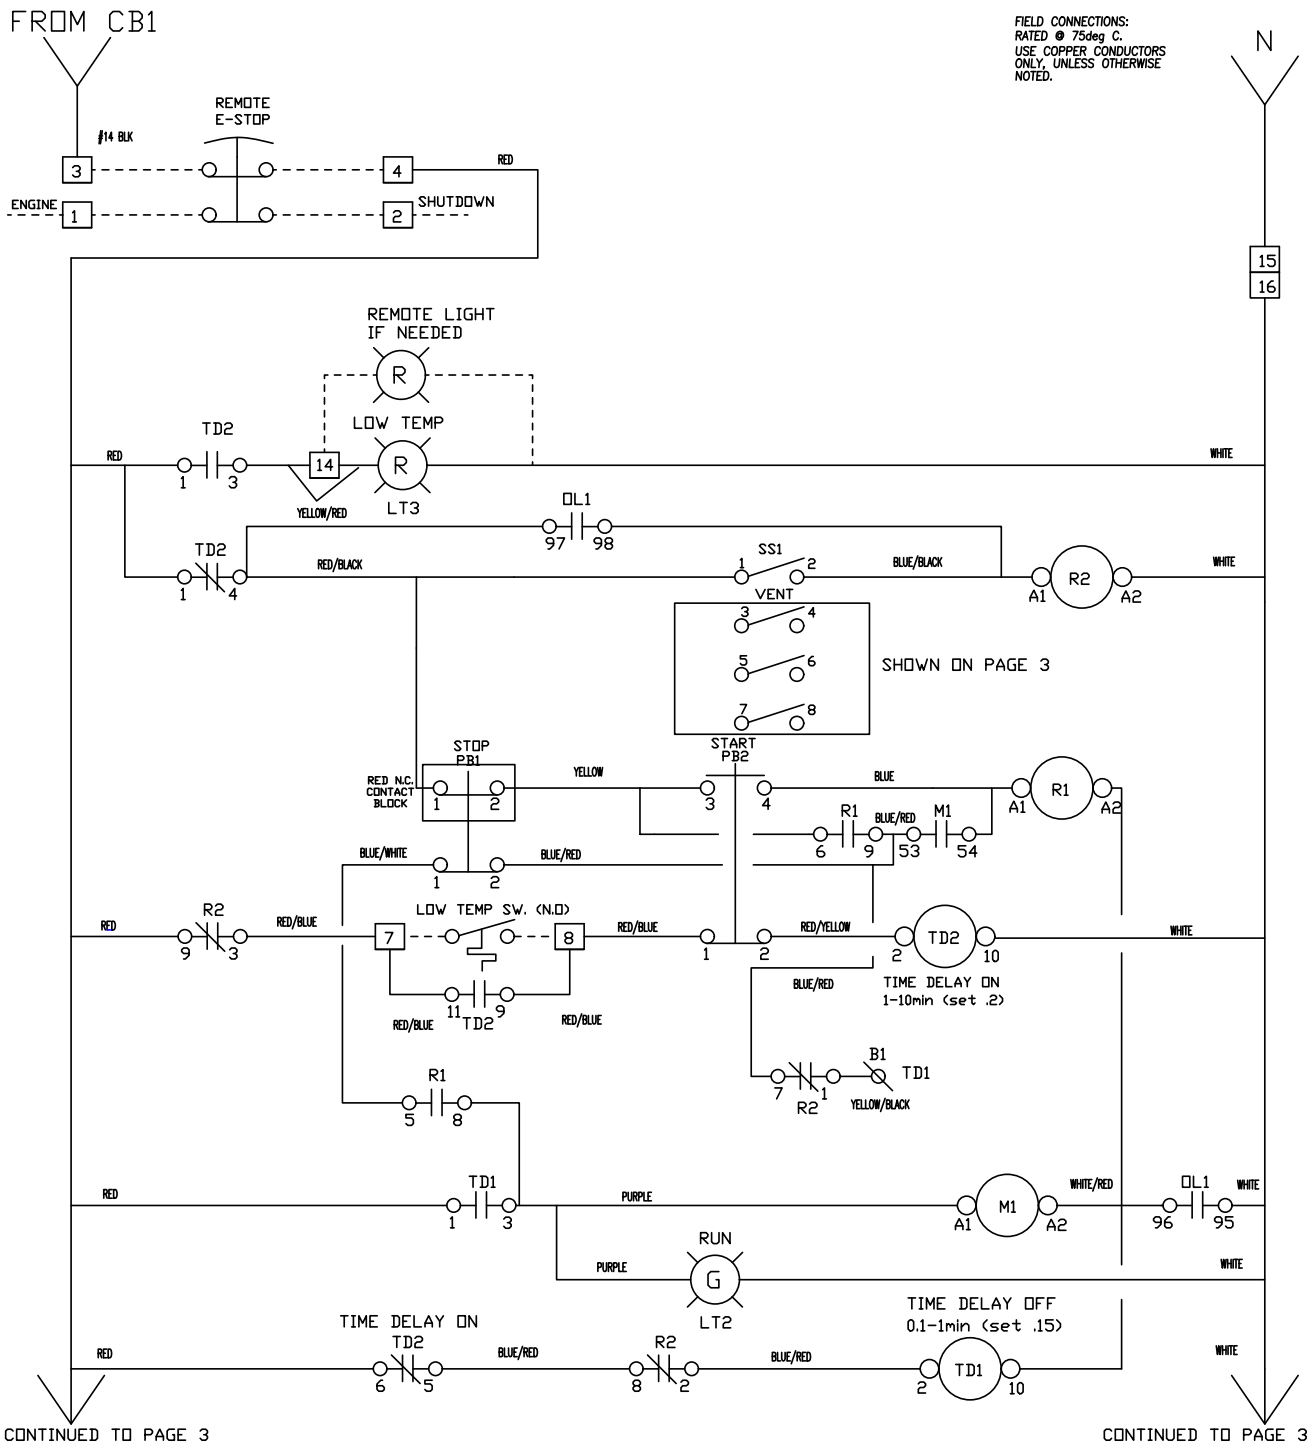 FROM CB1
FIELD CONNECTIONS:
RATED @ 75deg C.
USE COPPER CONDUCTORS
ONLY, UNLESS OTHERWISE
NOTED.
N
REMOTE
E-STOP
#14 BLK
3
4
RED
ENGINE
1
2
SHUTDOWN
15
16
REMOTE LIGHT
IF NEEDED
R
LOW TEMP
TD2
RED
1
3
14
R
WHITE
YELLOW/RED
LT3
OL1
97
98
TD2
1
4
RED/BLACK
SS1
1
2
BLUE/BLACK
R2
A1
A2
WHITE
VENT
3
4
5
6
SHOWN ON PAGE 3
7
8
STOP
PB1
START
PB2
RED N.C.
CONTACT
BLOCK
1
2
YELLOW
3
4
BLUE
R1
A1
A2
R1
BLUE/RED
M1
6
9
53
54
BLUE/WHITE
1
2
BLUE/RED
R2
RED
9
3
RED/BLUE
LOW TEMP SW. (N.O)
7
8
RED/BLUE
1
2
RED/YELLOW
TD2
2
10
WHITE
TIME DELAY ON
1-10min (set .2)
BLUE/RED
11
9
TD2
RED/BLUE
RED/BLUE
B1
TD1
7
1
R2
YELLOW/BLACK
R1
5
8
RED
TD1
1
3
PURPLE
M1
A1
A2
WHITE/RED
OL1
96
95
WHITE
RUN
PURPLE
G
WHITE
LT2
TIME DELAY ON
TD2
RED
6
5
BLUE/RED
R2
8
2
BLUE/RED
TIME DELAY OFF
0.1-1min (set .15)
TD1
2
10
WHITE
CONTINUED TO PAGE 3
CONTINUED TO PAGE 3